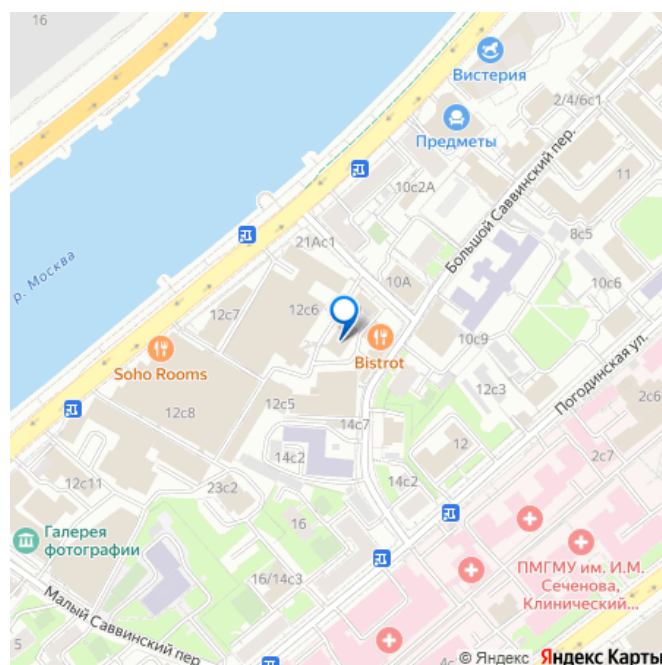 16
Вистерия
2/4/6с1
Предметы
11
10с2А
Большой Саввинский пер.
21Ас1
8с5
р. Москва
10А
10с6
12с6
12с7
Bistrot
10с9
Погодинская ул.
Soho Rooms
12с3
2с6
12с5
12с8
14с7
12
2с7
14с2
14с2
12с11
23с2
Галерея
фотографии
16
ПМГМУ им. И.М.
Сеченова,
Клинический...
16/14с3
Малый Саввинский пер.
5
© Яндекс Яндекс Карты